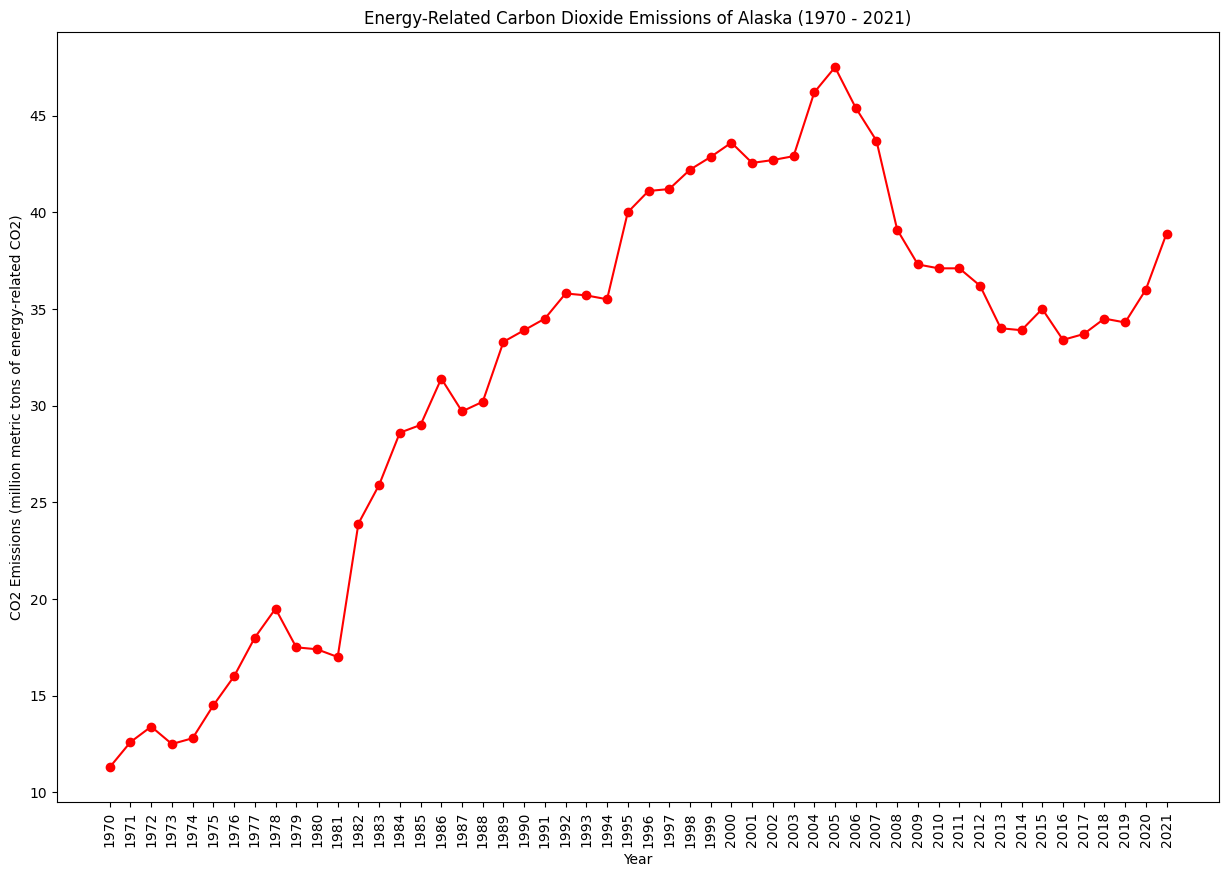 Energy-Related Carbon Dioxide Emissions of Alaska (1970 - 2021)
CO2 Emissions (million metric tons of energy-related CO2)
45
40
35
30
25
20
15
10
1970 1971 1972 1973 1974 1975 1976 1977 1978 1979 1980 1981 1982 1983 1984 1985 1986 1987 1988 1989 1990 1991 1992 1993 1994 1995 1996 1997 1998 1999 2000 2001 2002 2003 2004 2005 2006 2007 2008 2009 2010 2011 2012 2013 2014 2015 2016 2017 2018 2019 2020 2021
Year